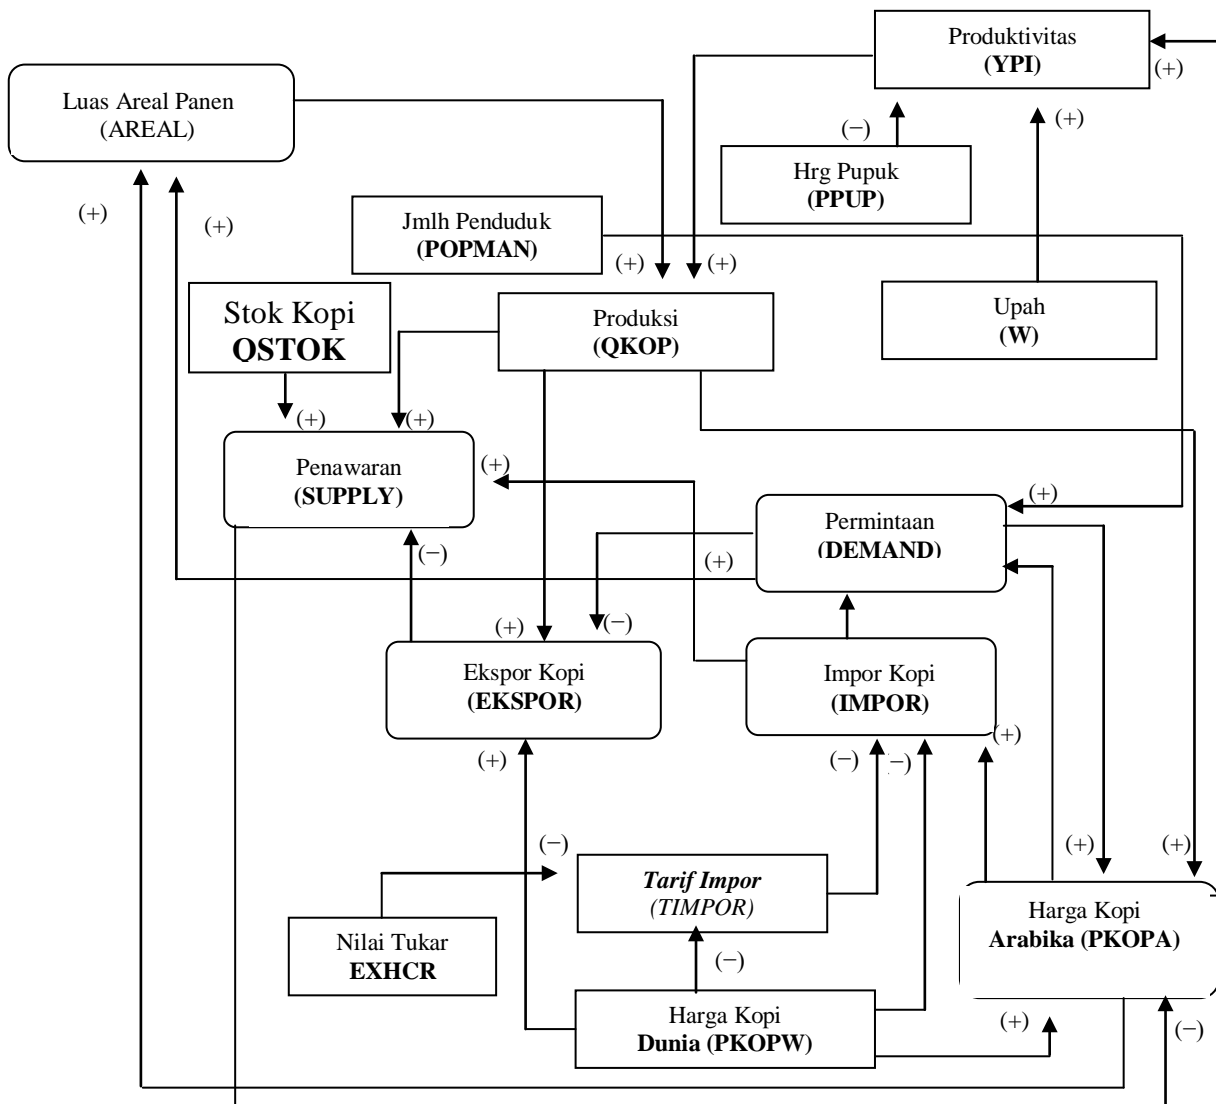 Produktivitas
(YPI)
(+)
Luas Areal Panen
(AREAL)
(−)
(+)
Hrg Pupuk
(PPUP)
(+)
(+)
Jmlh Penduduk
(POPMAN)
(+)
(+)
Stok Kopi
QSTOK
Produksi
(QKOP)
Upah
(W)
(+)
(+)
Penawaran
(SUPPLY)
(+)
(+)
Permintaan
(DEMAND)
(−)
(+)
(+)
(−)
Ekspor Kopi
(EKSPOR)
Impor Kopi
(IMPOR)
(+)
(+)
(−)
(−)
(−)
(+)
(+)
Tarif Impor
(TIMPOR)
Harga Kopi
Arabika (PKOPA)
Nilai Tukar
EXHCR
(−)
Harga Kopi
Dunia (PKOPW)
(+)
(−)